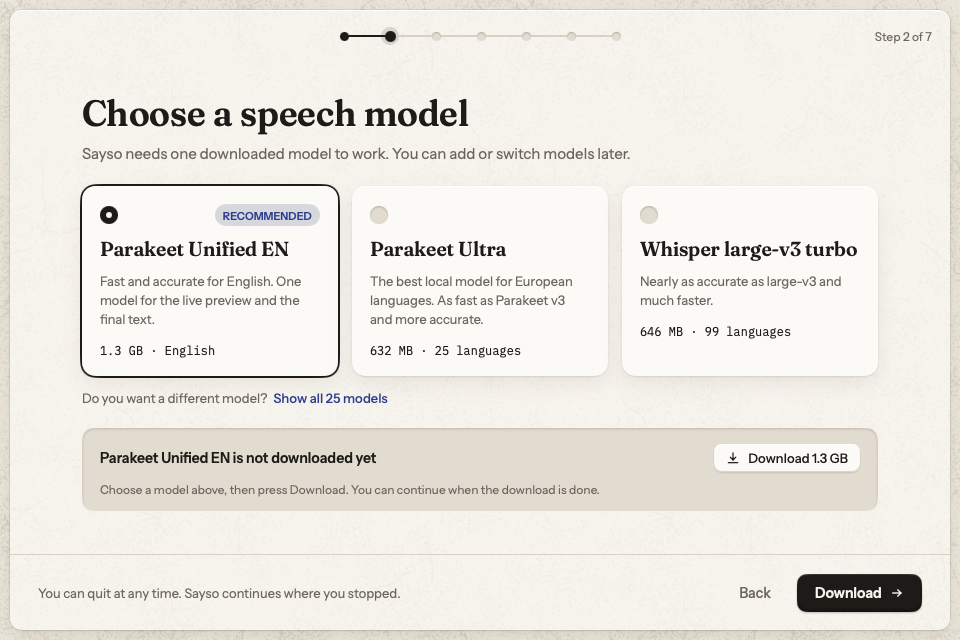 Step 2 of 7
Choose a speech model
Sayso needs one downloaded model to work. You can add or switch models later.
RECOMMENDED
Parakeet Unified EN
Fast and accurate for English. One
model for the live preview and the
final text.
1.3 GB · English
Parakeet Ultra
The best local model for European
languages. As fast as Parakeet v3
and more accurate.
632 MB · 25 languages
Whisper large-v3 turbo
Nearly as accurate as large-v3 and
much faster.
646 MB · 99 languages
Do you want a different model? Show all 25 models
Parakeet Unified EN is not downloaded yet
Download 1.3 GB
Choose a model above, then press Download. You can continue when the download is done.
You can quit at any time. Sayso continues where you stopped.
Back
Download →